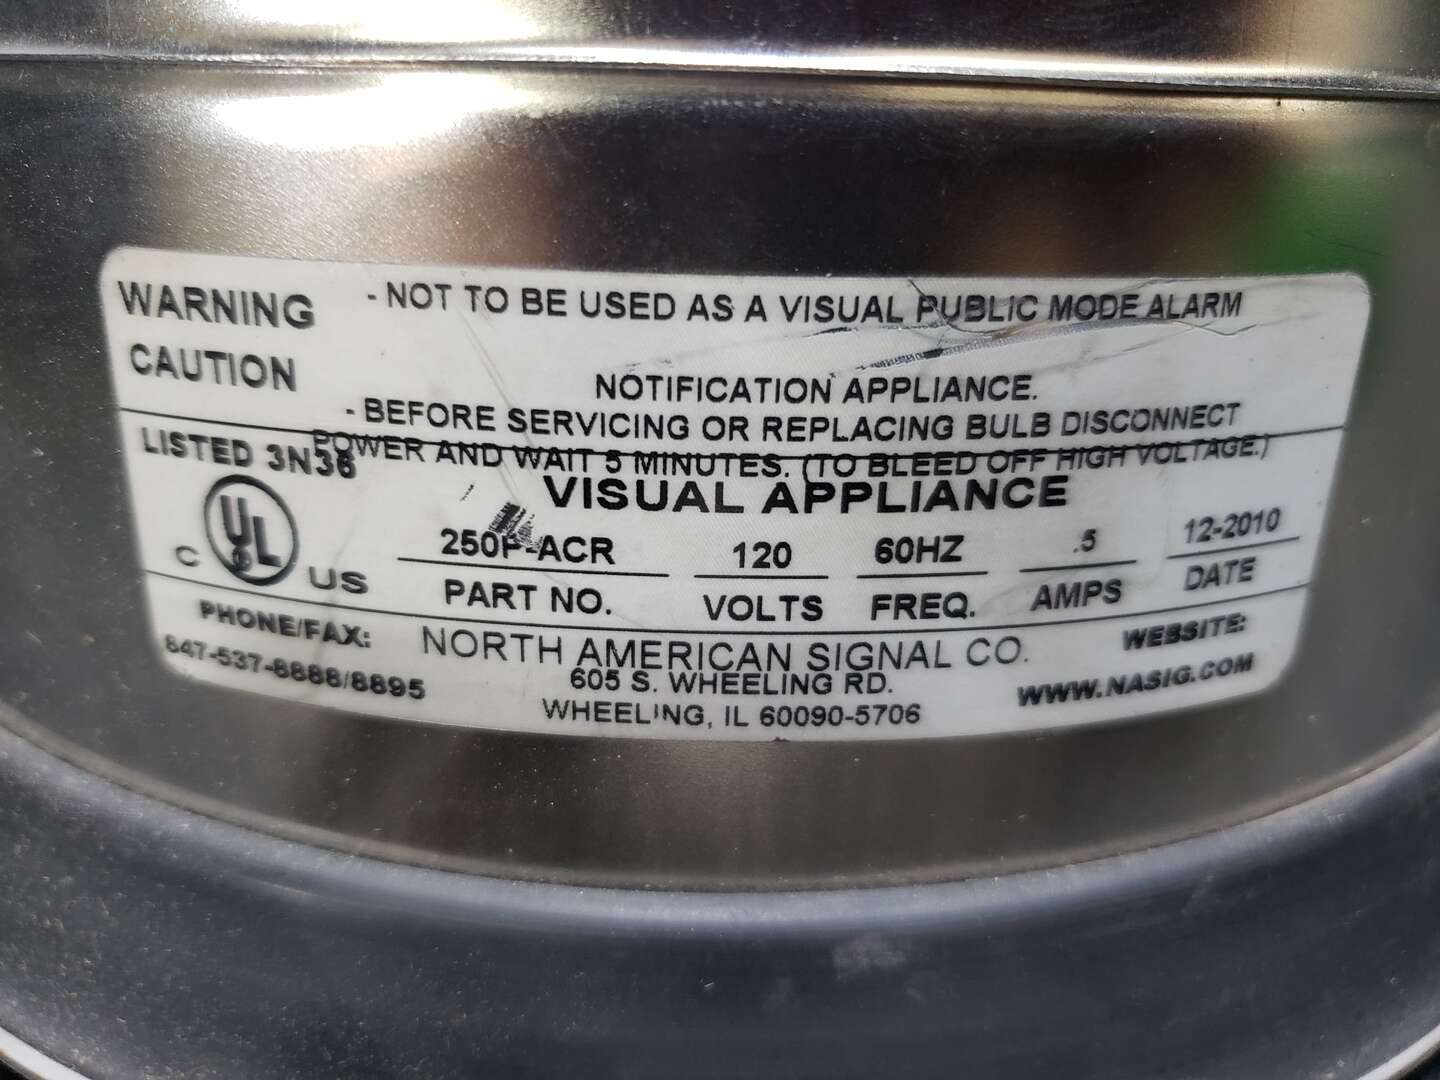 WARNING - NOT TO BE USED AS A VISUAL PUBLIC MODE ALARM
NOTIFICATION APPLIANCE.
CAUTION - BEFORE SERVICING OR REPLACING BULB DISCONNECT
POWER AND WAIT 5 MINUTES. (TO BLEED OFF HIGH VOLTAGE.)
LISTED 3N36
VISUAL APPLIANCE
C UL US
250P-ACR 120 60HZ .5 12-2010
PART NO. VOLTS FREQ. AMPS DATE
PHONE/FAX:
847-537-8888/8895
NORTH AMERICAN SIGNAL CO.
605 S. WHEELING RD.
WHEELING, IL 60090-5706
WEBSITE:
WWW.NASIG.COM